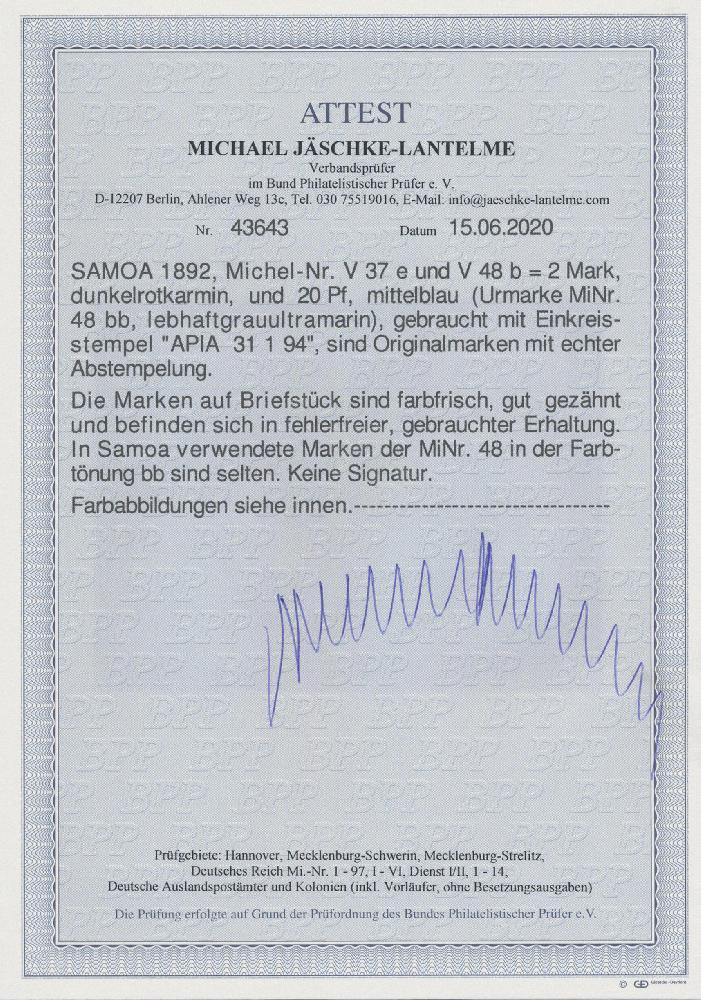 ATTEST
MICHAEL JÄSCHKE-LANTELME
Verbandsprüfer
im Bund Philatelistischer Prüfer e. V.
D-12207 Berlin, Ahlener Weg 13c, Tel. 030 75519016, E-Mail: info@jaeschke-lantelme.com
Nr. 43643 Datum 15.06.2020
SAMOA 1892, Michel-Nr. V 37 e und V 48 b = 2 Mark,
dunkelrotkarmin, und 20 Pf, mittelblau (Urmarke MiNr.
48 bb, lebhaftgrauultramarin), gebraucht mit Einkreis-
stempel "APIA 31 1 94", sind Originalmarken mit echter
Abstempelung.
Die Marken auf Briefstück sind farbfrisch, gut gezähnt
und befinden sich in fehlerfreier, gebrauchter Erhaltung.
In Samoa verwendete Marken der MiNr. 48 in der Farb-
tönung bb sind selten. Keine Signatur.
Farbabbildungen siehe innen.----------------------------------
Prüfgebiete: Hannover, Mecklenburg-Schwerin, Mecklenburg-Strelitz,
Deutsches Reich Mi.-Nr. 1 - 97, I - VI, Dienst I/II, 1 - 14,
Deutsche Auslandspostämter und Kolonien (inkl. Vorläufer, ohne Besetzungsausgaben)
Die Prüfung erfolgte auf Grund der Prüfordnung des Bundes Philatelistischer Prüfer e.V.